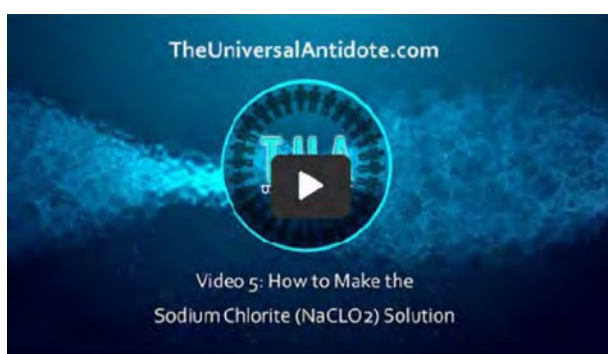 TheUniversalAntidote.com
Video 5: How to Make the
Sodium Chlorite (NaCLO2) Solution